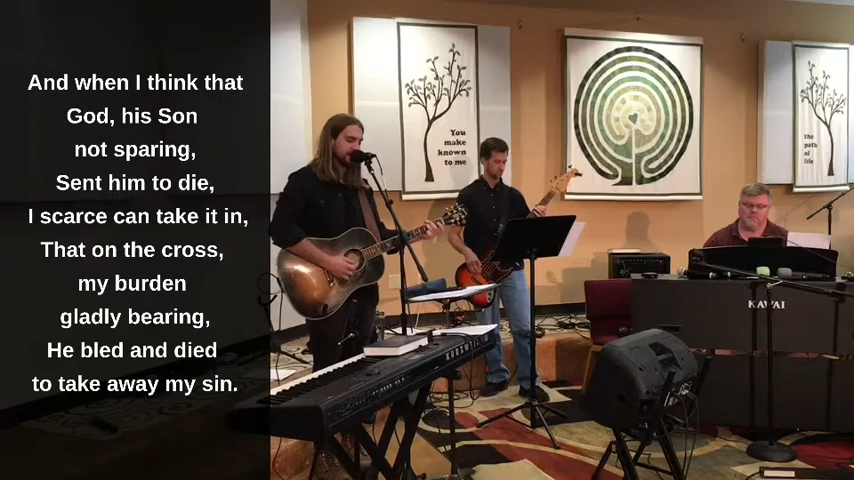 And when I think that
God, his Son
not sparing,
Sent him to die,
I scarce can take it in,
That on the cross,
my burden
gladly bearing,
He bled and died
to take away my sin.
You
make
known
to me
the
path
of
life
KURZWEIL
KAWAI